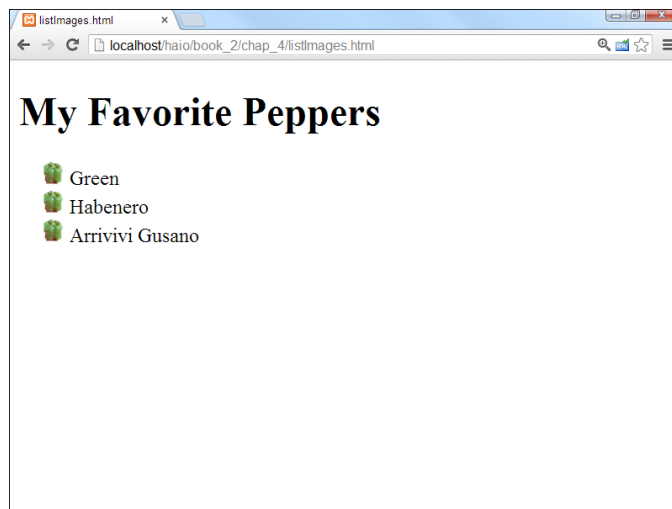 listImages.html
localhost/haio/book_2/chap_4/listImages.html
My Favorite Peppers
Green
Habenero
Arrivivi Gusano